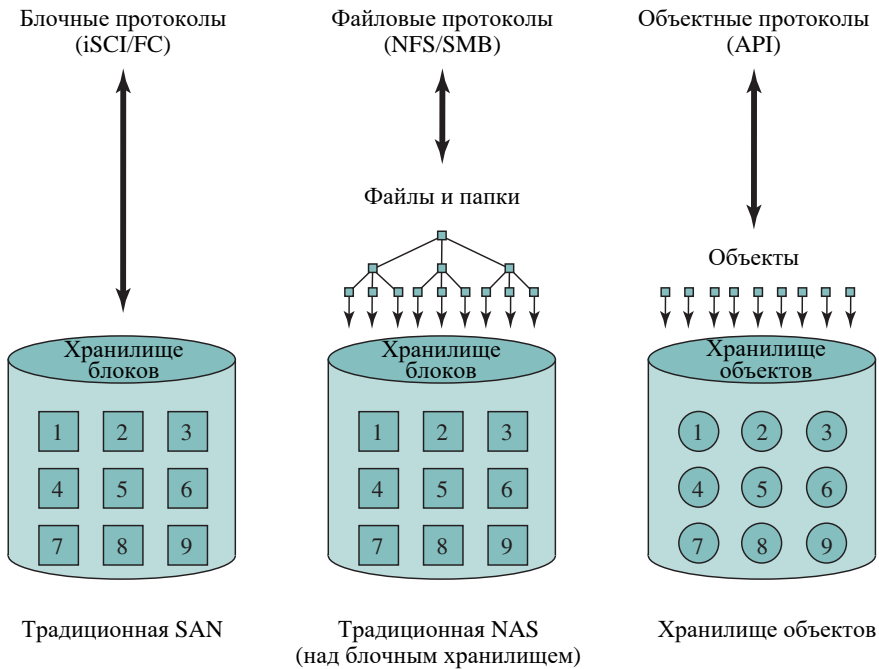 Блочные протоколы
(iSCI/FC)
Файловые протоколы
(NFS/SMB)
Объектные протоколы
(API)
Файлы и папки
Объекты
Хранилище
блоков
Хранилище
блоков
Хранилище
объектов
1 2 3
4 5 6
7 8 9
1 2 3
4 5 6
7 8 9
1 2 3
4 5 6
7 8 9
Традиционная SAN
Традиционная NAS
(над блочным хранилищем)
Хранилище объектов